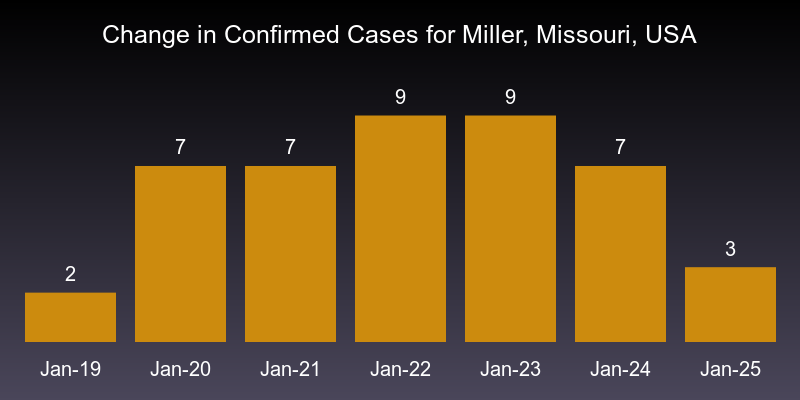 Change in Confirmed Cases for Miller, Missouri, USA
2
7
7
9
9
7
3
Jan-19
Jan-20
Jan-21
Jan-22
Jan-23
Jan-24
Jan-25